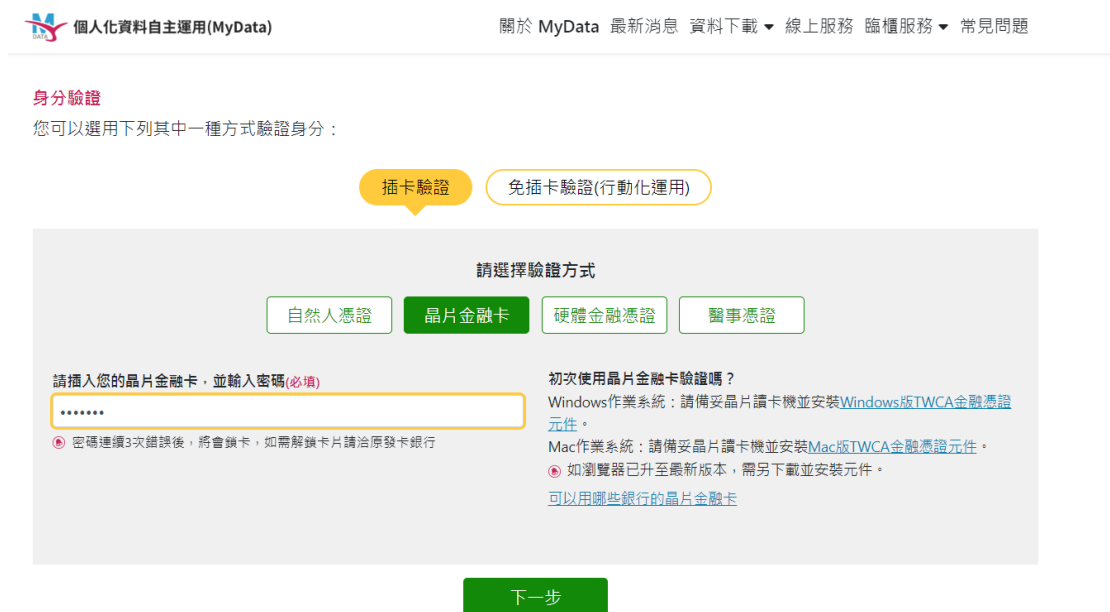 M
DATA
個人化資料自主運用(MyData)
關於 MyData 最新消息 資料下載 ▼ 線上服務 臨櫃服務 ▼ 常見問題
身分驗證
您可以選用下列其中一種方式驗證身分：
插卡驗證 免插卡驗證(行動化運用)
請選擇驗證方式
自然人憑證 晶片金融卡 硬體金融憑證 醫事憑證
請插入您的晶片金融卡，並輸入密碼(必填)
•••••••
密碼連續3次錯誤後，將會鎖卡，如需解鎖卡片請洽原發卡銀行
初次使用晶片金融卡驗證嗎？
Windows作業系統：請備妥晶片讀卡機並安裝Windows版TWCA金融憑證
元件。
Mac作業系統：請備妥晶片讀卡機並安裝Mac版TWCA金融憑證元件。
如瀏覽器已升至最新版本，需另下載並安裝元件。
可以用哪些銀行的晶片金融卡
下一步